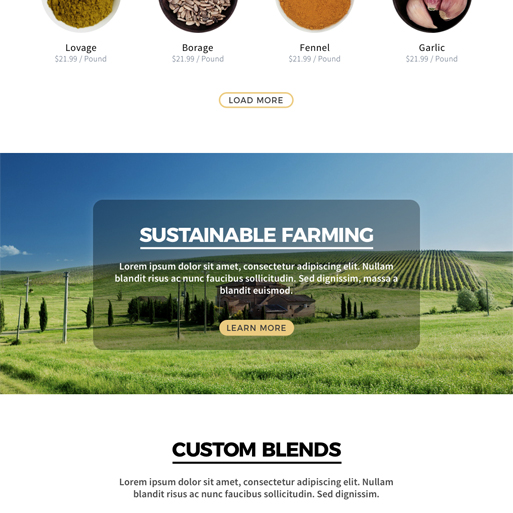 Lovage
Borage
Fennel
Garlic
$21.99 / Pound
$21.99 / Pound
$21.99 / Pound
$21.99 / Pound
LOAD MORE
SUSTAINABLE FARMING
Lorem ipsum dolor sit amet, consectetur adipiscing elit. Nullam
blandit risus ac nunc faucibus sollicitudin. Sed dignissim, massa a
blandit euismod.
LEARN MORE
CUSTOM BLENDS
Lorem ipsum dolor sit amet, consectetur adipiscing elit. Nullam
blandit risus ac nunc faucibus sollicitudin. Sed dignissim.